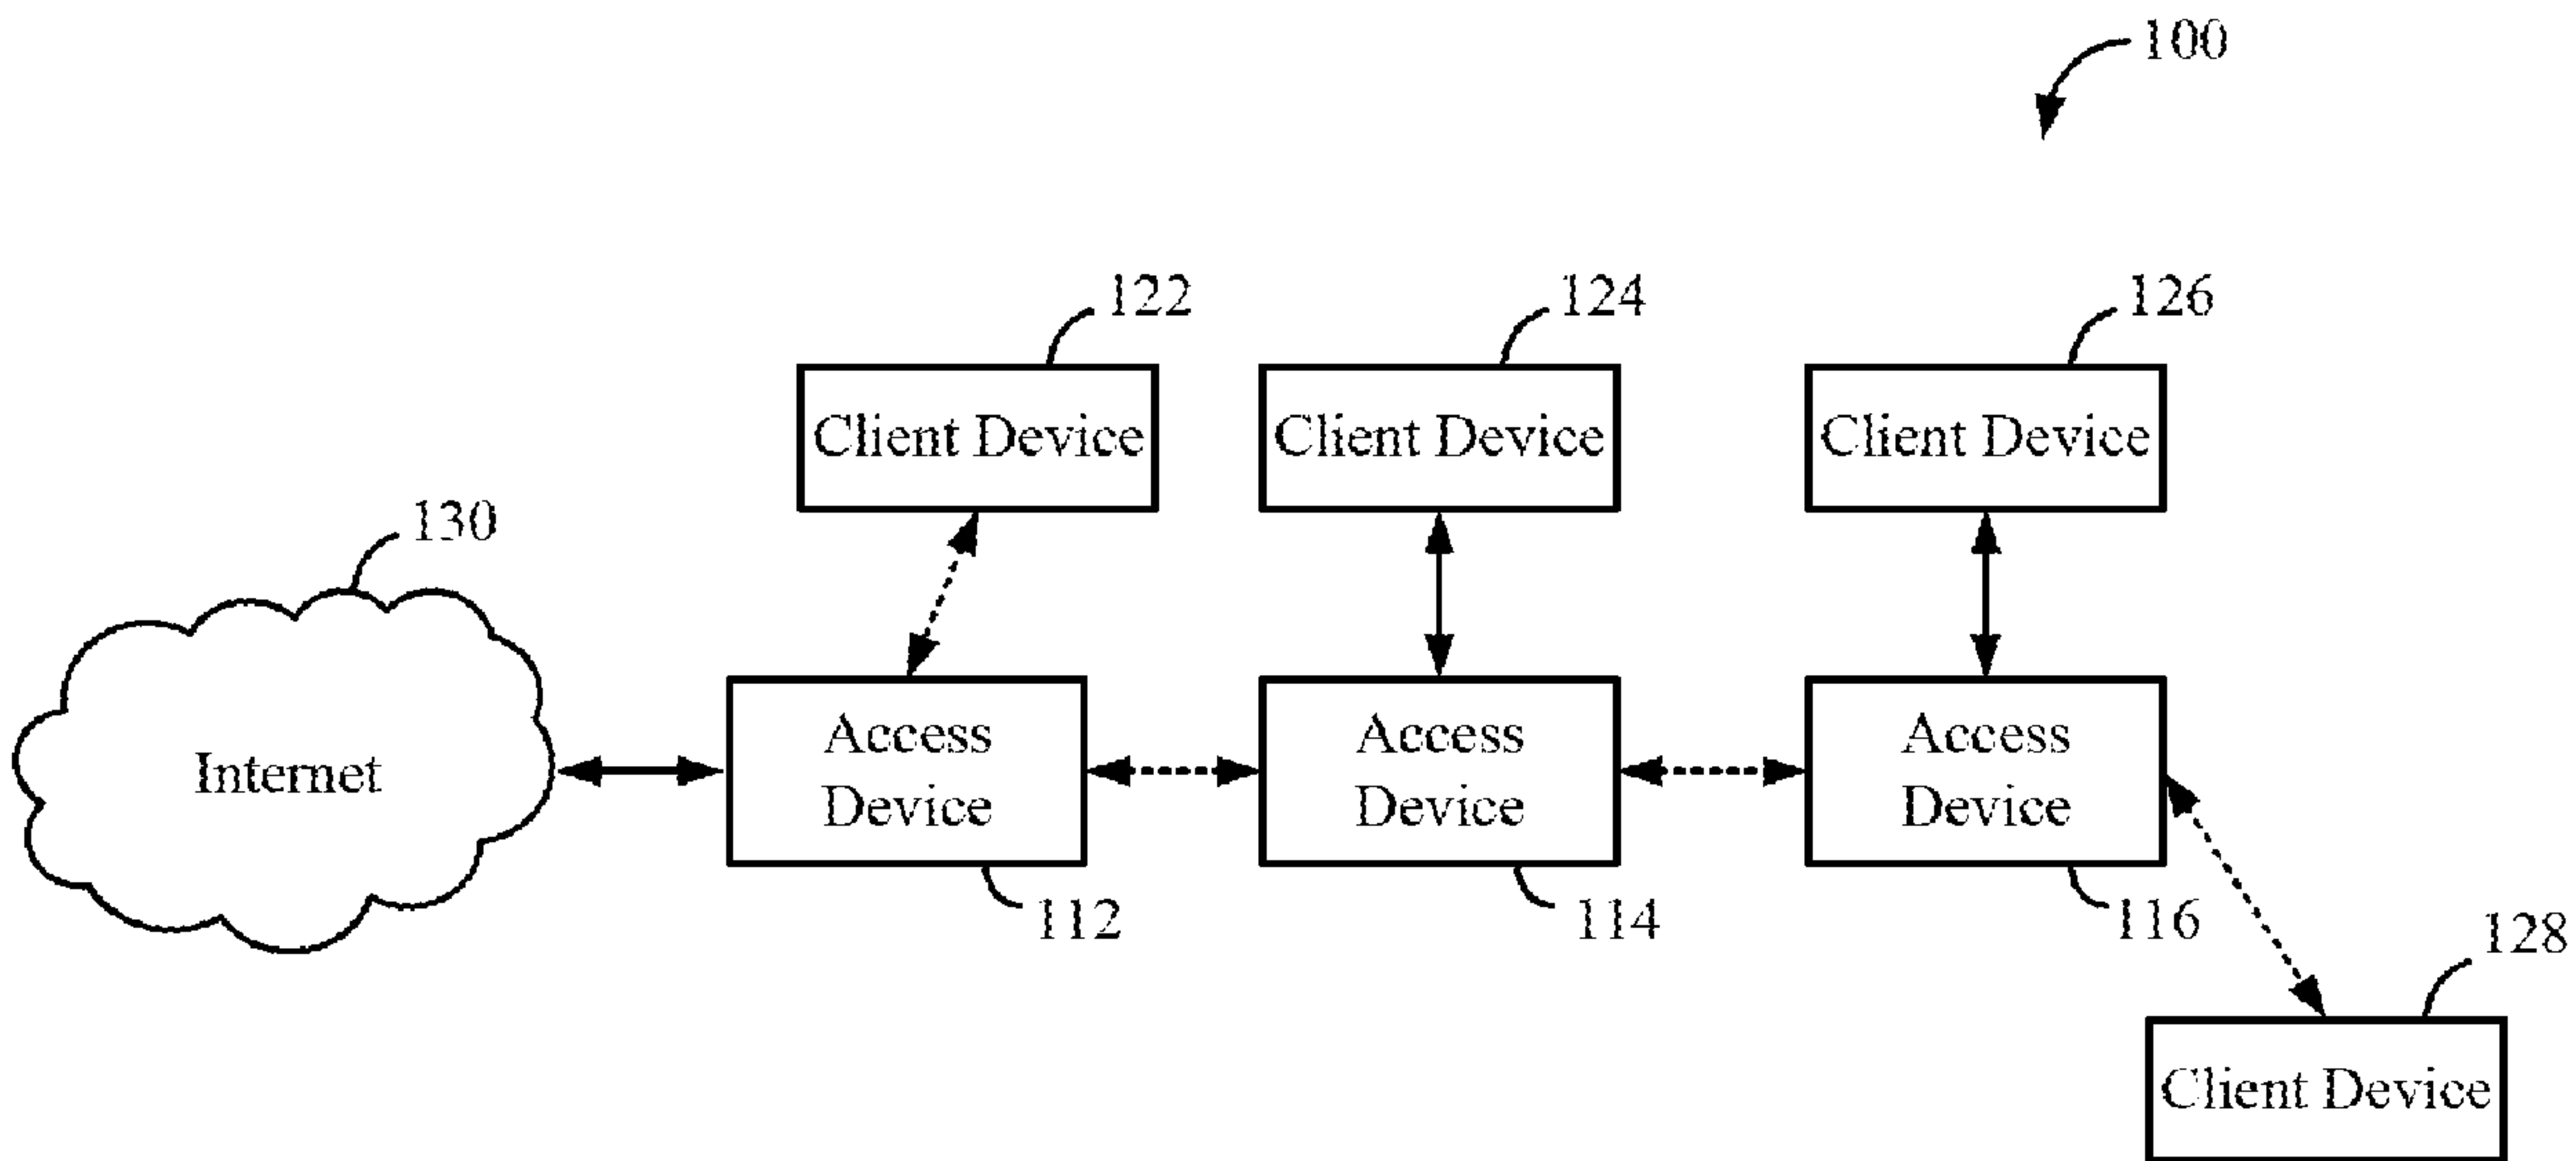 100
122
124
126
Client Device
Client Device
Client Device
130
Internet
Access
Device
Access
Device
Access
Device
112
114
116
128
Client Device